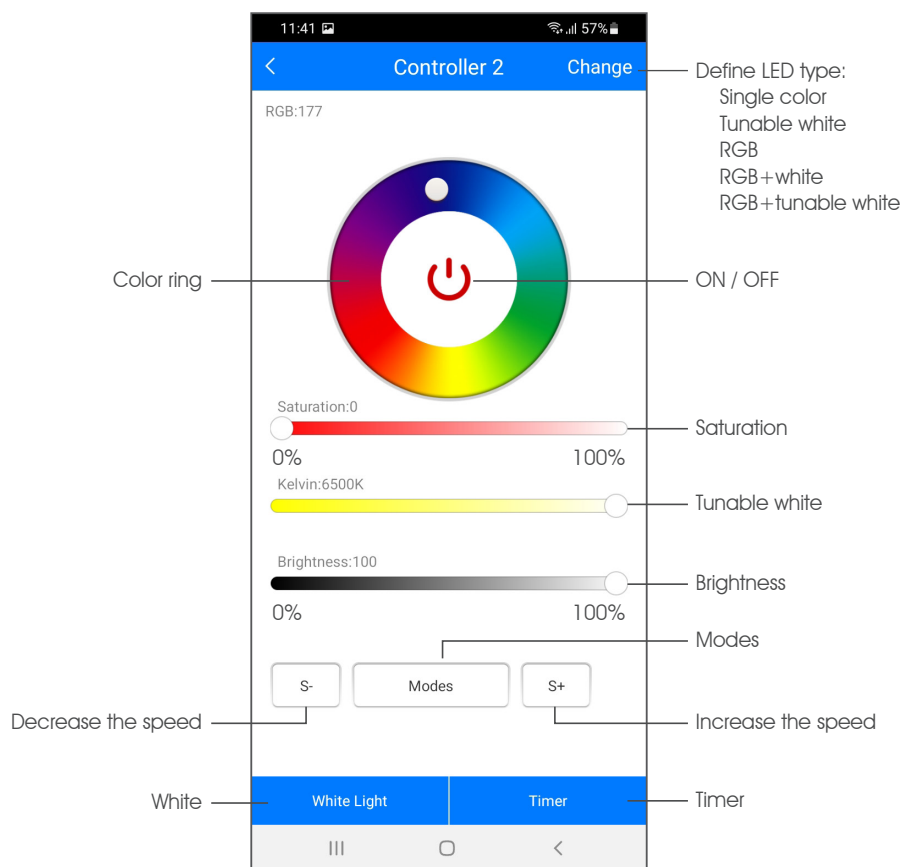 11:41 57%
Controller 2 Change
Define LED type:
Single color
Tunable white
RGB
RGB+white
RGB+tunable white
RGB:177
Color ring
ON / OFF
Saturation:0
Saturation
0% 100%
Kelvin:6500K
Tunable white
Brightness:100
Brightness
0% 100%
Modes
S- Modes S+
Decrease the speed
Increase the speed
White
White Light Timer
Timer